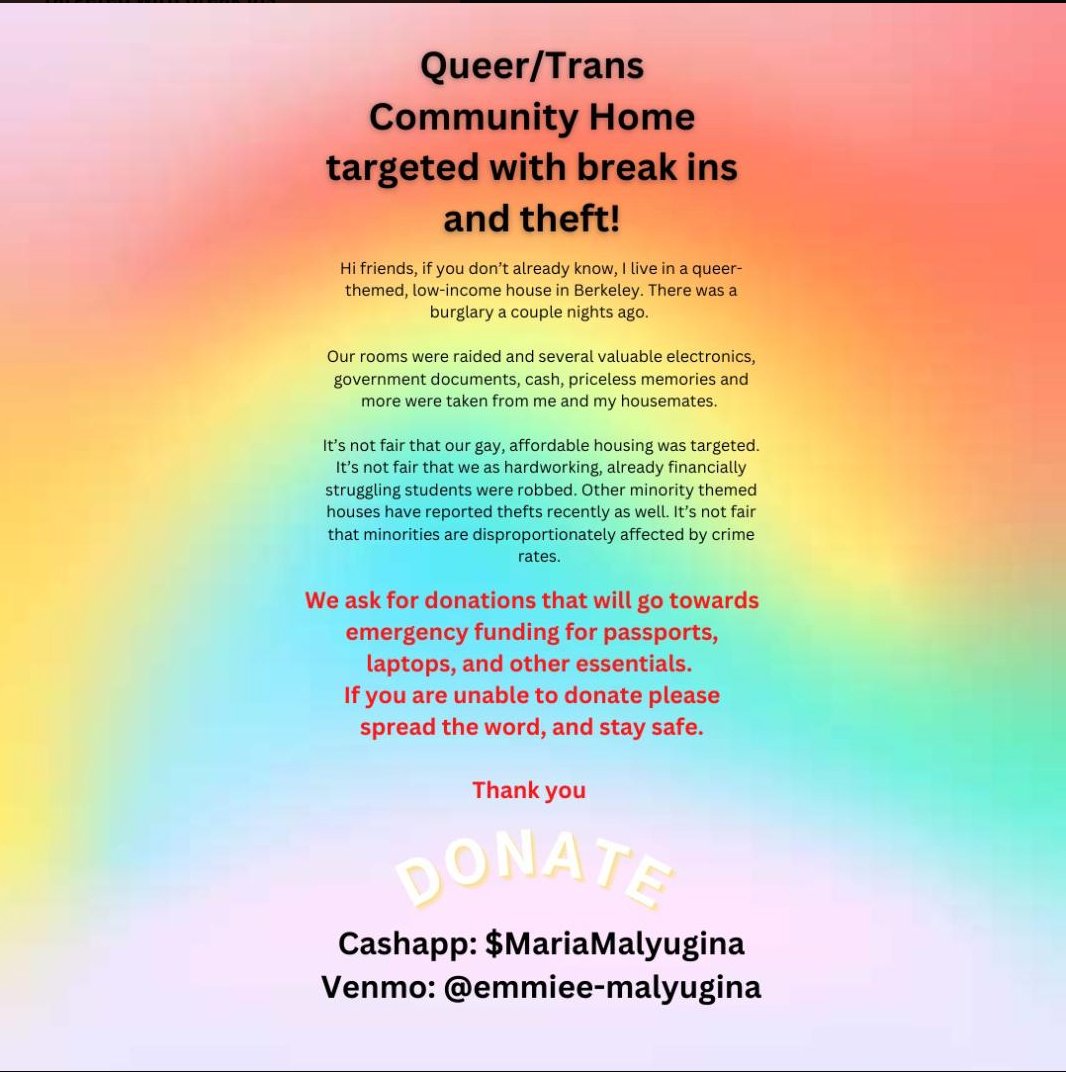 Queer/Trans
Community Home
targeted with break ins
and theft!
Hi friends, if you don’t already know, I live in a queer-
themed, low-income house in Berkeley. There was a
burglary a couple nights ago.
Our rooms were raided and several valuable electronics,
government documents, cash, priceless memories and
more were taken from me and my housemates.
It’s not fair that our gay, affordable housing was targeted.
It’s not fair that we as hardworking, already financially
struggling students were robbed. Other minority themed
houses have reported thefts recently as well. It’s not fair
that minorities are disproportionately affected by crime
rates.
We ask for donations that will go towards
emergency funding for passports,
laptops, and other essentials.
If you are unable to donate please
spread the word, and stay safe.
Thank you
DONATE
Cashapp: $MariaMalyugina
Venmo: @emmiee-malyugina